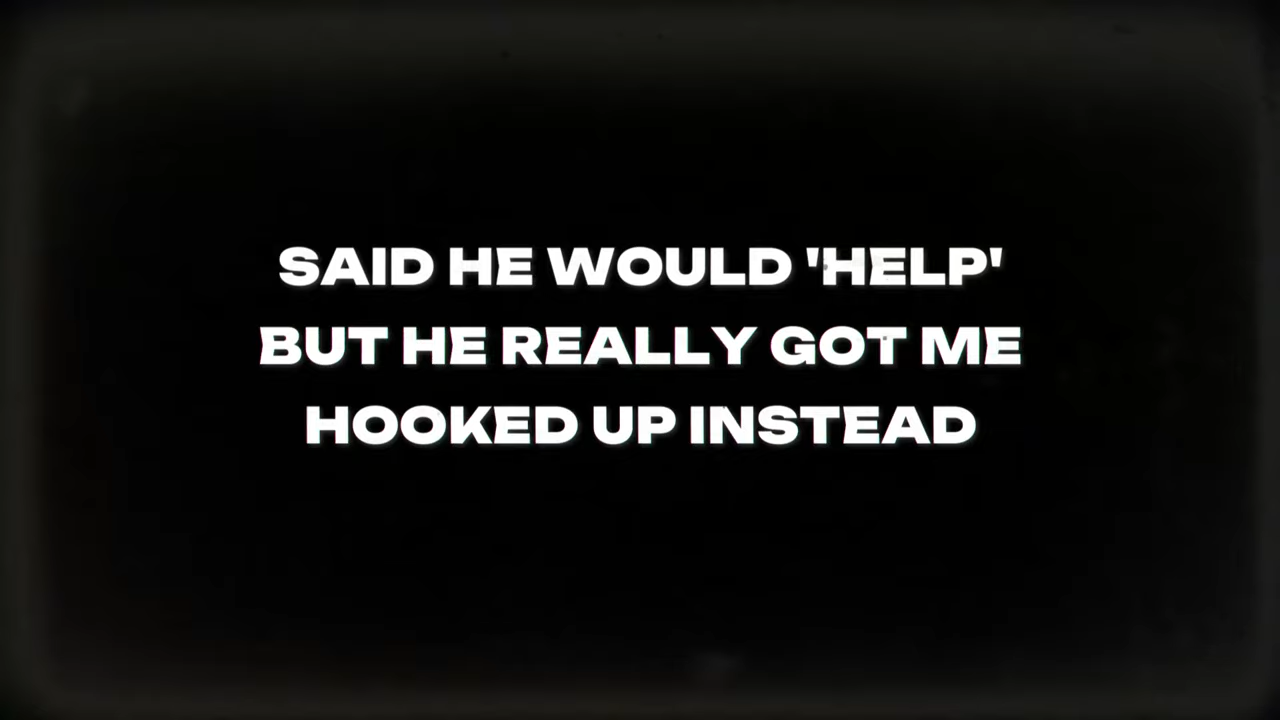 SAID HE WOULD 'HELP'
BUT HE REALLY GOT ME
HOOKED UP INSTEAD